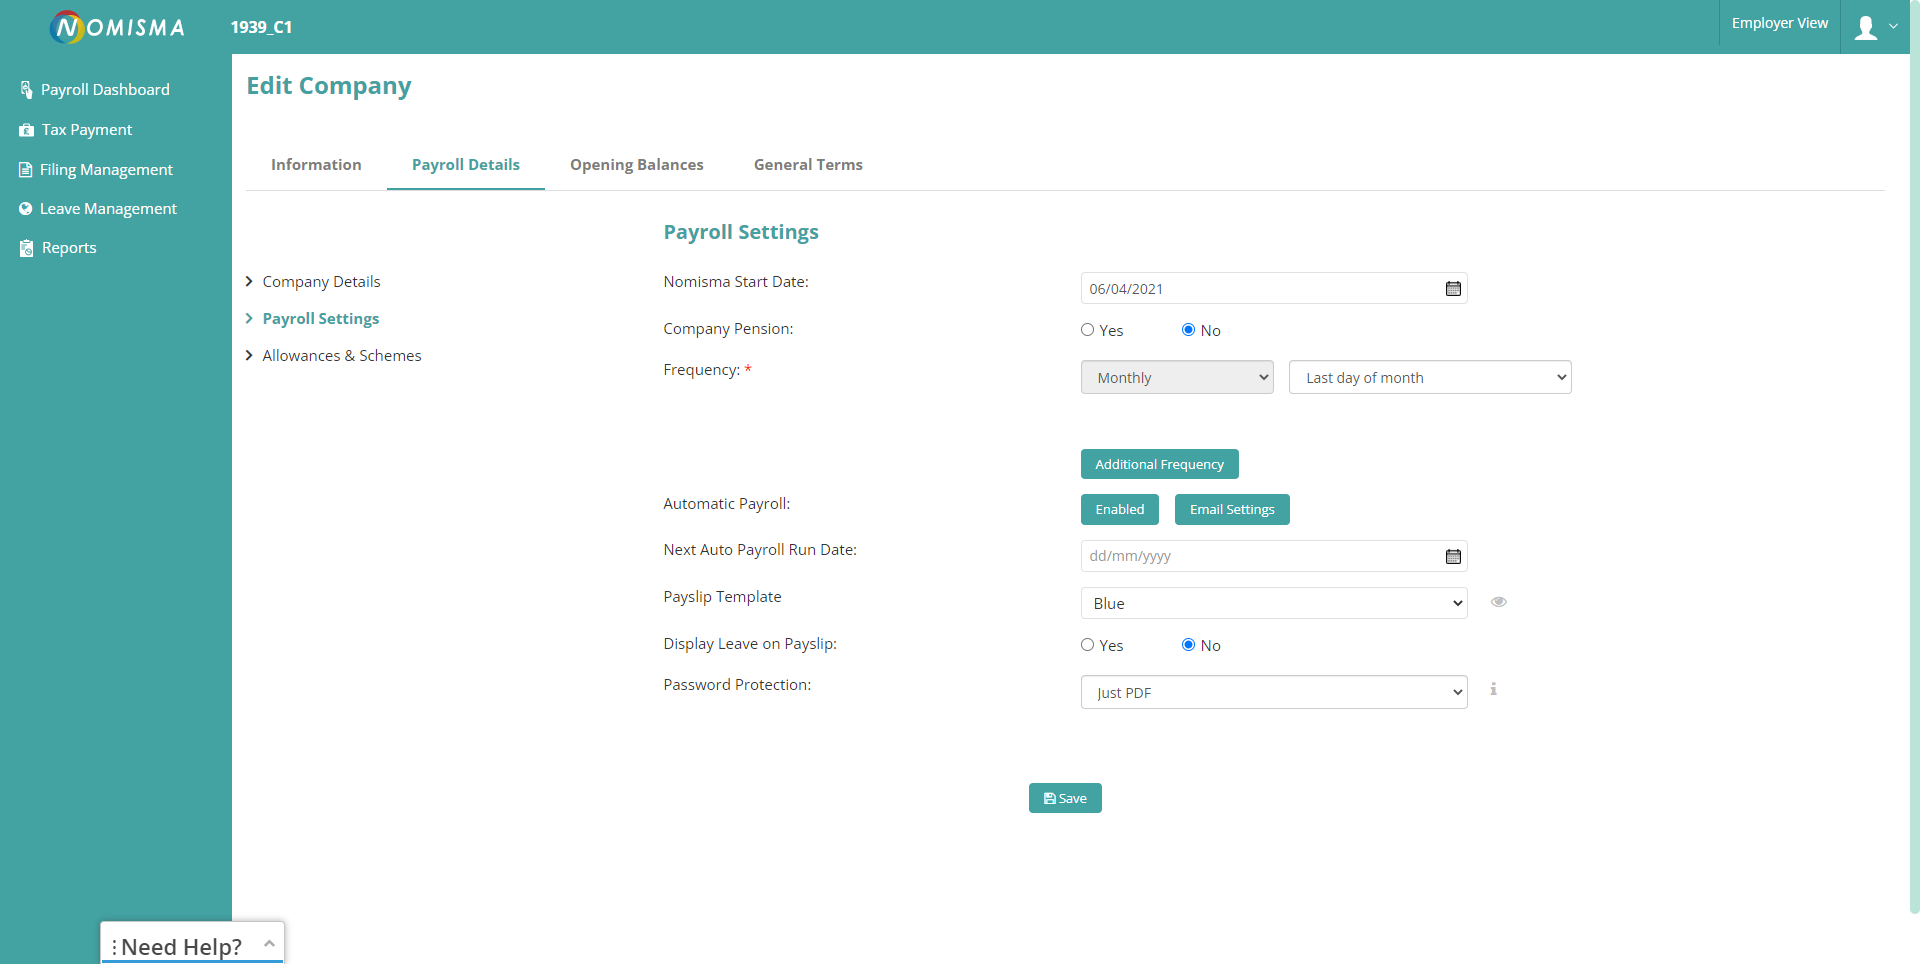 NOMISMA
1939_C1
Employer View
Payroll Dashboard
Tax Payment
Filing Management
Leave Management
Reports
Edit Company
Information
Payroll Details
Opening Balances
General Terms
Company Details
Payroll Settings
Allowances & Schemes
Payroll Settings
Nomisma Start Date:
06/04/2021
Company Pension:
Yes No
Frequency: *
Monthly
Last day of month
Additional Frequency
Automatic Payroll:
Enabled
Email Settings
Next Auto Payroll Run Date:
dd/mm/yyyy
Payslip Template
Blue
Display Leave on Payslip:
Yes No
Password Protection:
Just PDF
Save
Need Help?